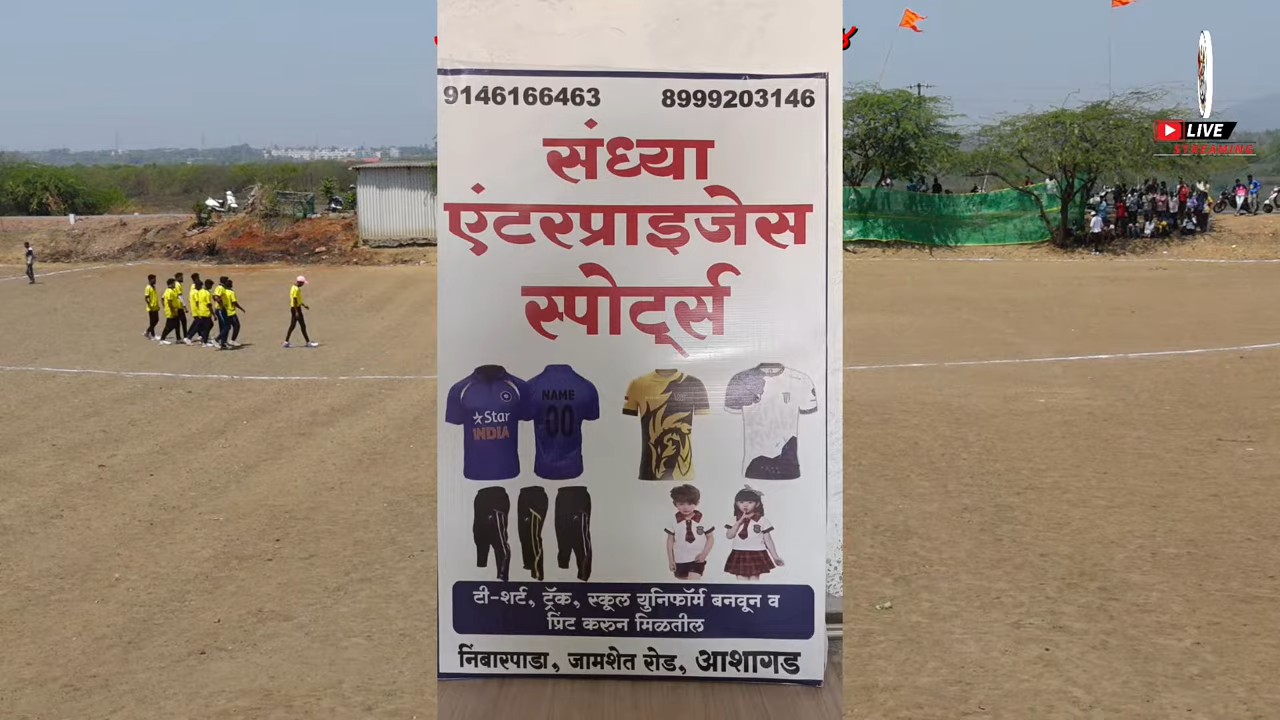 9146166463 8999203146
संध्या
एंटरप्राइजेस
स्पोर्ट्स
Star
INDIA
NAME
00
टी-शर्ट, ट्रॅक, स्कूल युनिफॉर्म बनवून व
प्रिंट करुन मिळतील
निंबारपाडा, जामशेत रोड, आशागड
LIVE
STREAMING